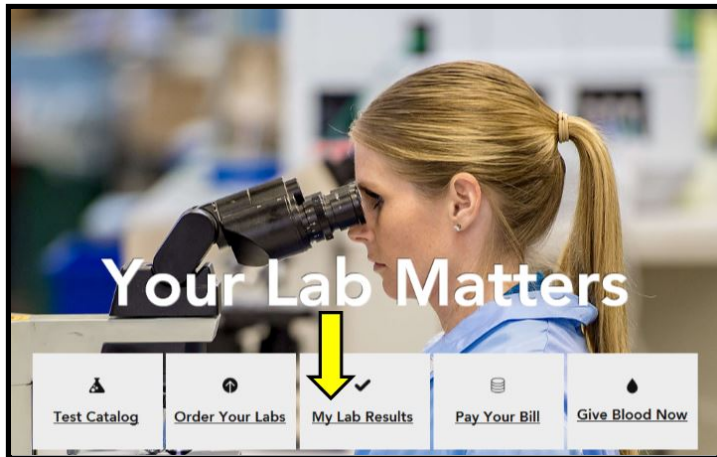 Your Lab Matters
Test Catalog
Order Your Labs
My Lab Results
Pay Your Bill
Give Blood Now